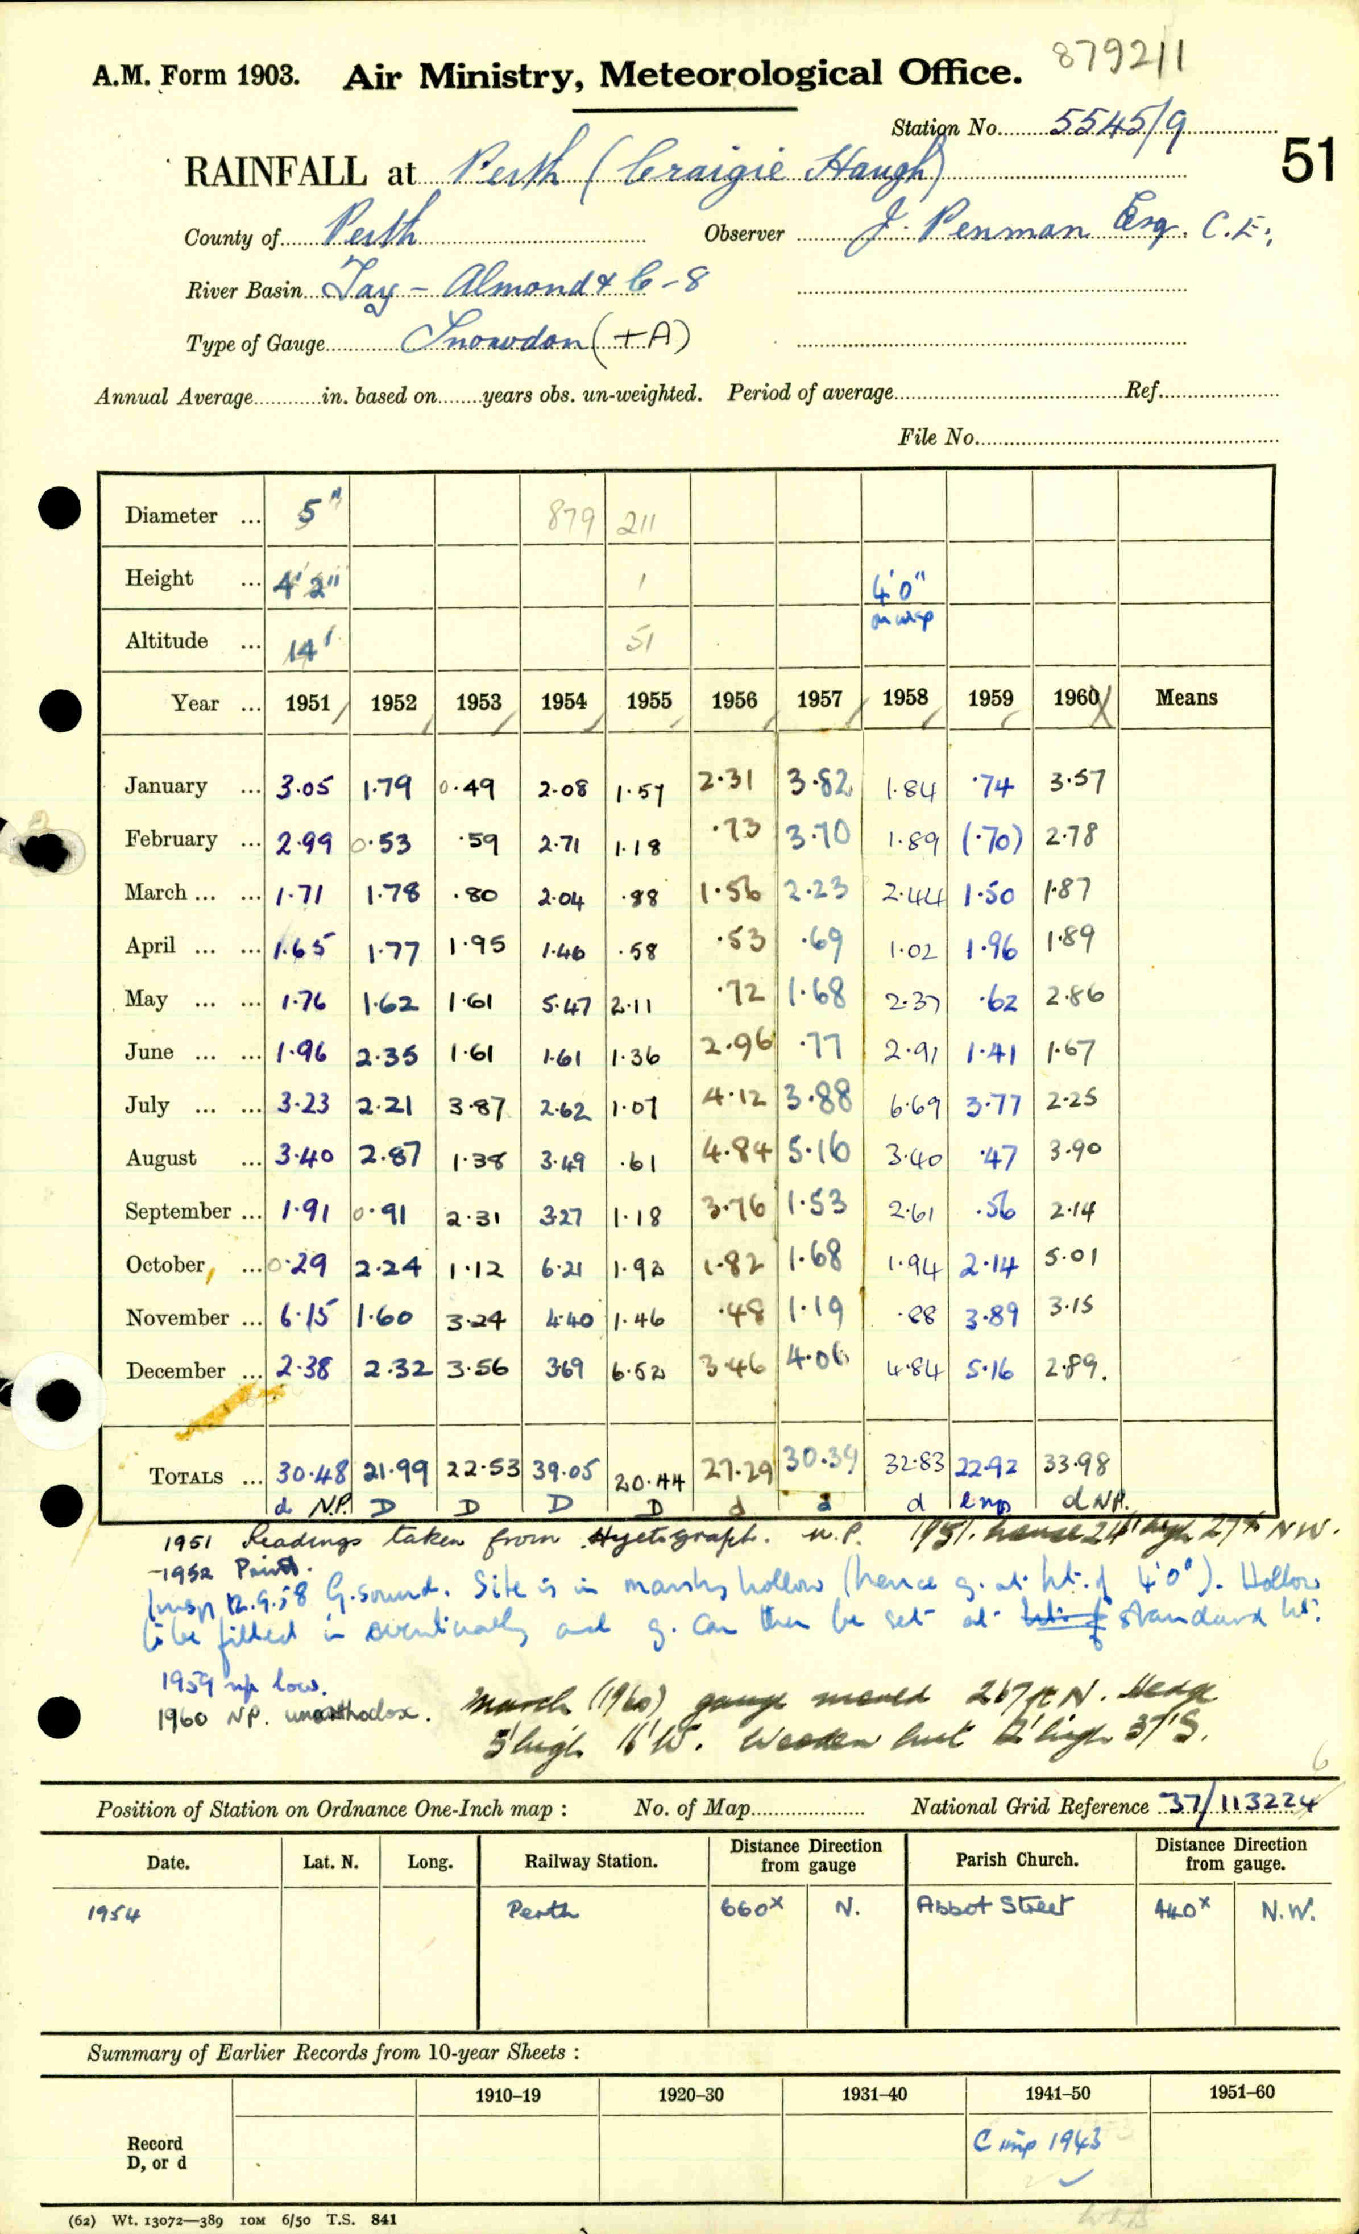 A.M. Form 1903. Air Ministry, Meteorological Office. 879211
Station No. 5545/9
51
RAINFALL at Perth (Craigie Haugh)
County of Perth Observer J. Penman Esq. C.E.
River Basin Tay - Almond & C-8
Type of Gauge Snowdon (+A)
Annual Average in. based on years obs. un-weighted. Period of average Ref.
File No.
Diameter ... 5" 879 211
Height ... 4'2" 1 4'0"
Altitude ... 14' 51 on insp
Year ... 1951 1952 1953 1954 1955 1956 1957 1958 1959 1960 Means
January ... 3.05 1.79 0.49 2.08 1.57 2.31 3.82 1.84 .74 3.57
February ... 2.99 0.53 .59 2.71 1.18 .73 3.70 1.89 (.70) 2.78
March ... ... 1.71 1.78 .80 2.04 .88 1.56 2.23 2.44 1.50 1.87
April ... ... 1.65 1.77 1.95 1.46 .58 .53 .69 1.02 1.96 1.89
May ... ... 1.76 1.62 1.61 5.47 2.11 .72 1.68 2.37 .62 2.86
June ... ... 1.96 2.35 1.61 1.61 1.36 2.96 .77 2.91 1.41 1.67
July ... ... 3.23 2.21 3.87 2.62 1.07 4.12 3.88 6.69 3.77 2.25
August ... 3.40 2.87 1.38 3.49 .61 4.84 5.16 3.40 .47 3.90
September ... 1.91 0.91 2.31 3.27 1.18 3.76 1.53 2.61 .56 2.14
October ... 0.29 2.24 1.12 6.21 1.92 1.82 1.68 1.94 2.14 5.01
November ... 6.15 1.60 3.24 4.40 1.46 .48 1.19 .88 3.89 3.15
December ... 2.38 2.32 3.56 3.69 6.52 3.46 4.06 4.84 5.16 2.89.
TOTALS ... 30.48 21.99 22.53 39.05 20.44 27.29 30.39 32.83 22.92 33.98
d N.P. D D D D d d d d NP.
1951 Readings taken from Hyetograph. N.P. 1951. house 24' high 27ft NW.
1952 Paint.
Insp 12.9.58 G. sound. Site is in marshy hollow (hence g. at ht. of 4'0"). Hollow
to be filled in eventually and g. can then be set at ht. of standard ht.
1959 np low.
1960 N.P. unorthodox. March (1960) gauge moved 267ft N. Hedge
5' high 16' W. Wooden hut 12' high 37' S.
6
Position of Station on Ordnance One-Inch map : No. of Map National Grid Reference 37/113224
Date. Lat. N. Long. Railway Station. Distance Direction from gauge Parish Church. Distance Direction from gauge.
1954 Perth 660x N. Abbot Street 440x N.W.
Summary of Earlier Records from 10-year Sheets :
1910–19 1920–30 1931–40 1941–50 1951–60
Record
D, or d
C inp 1943
(62) Wt. 13072—389 10M 6/50 T.S. 841